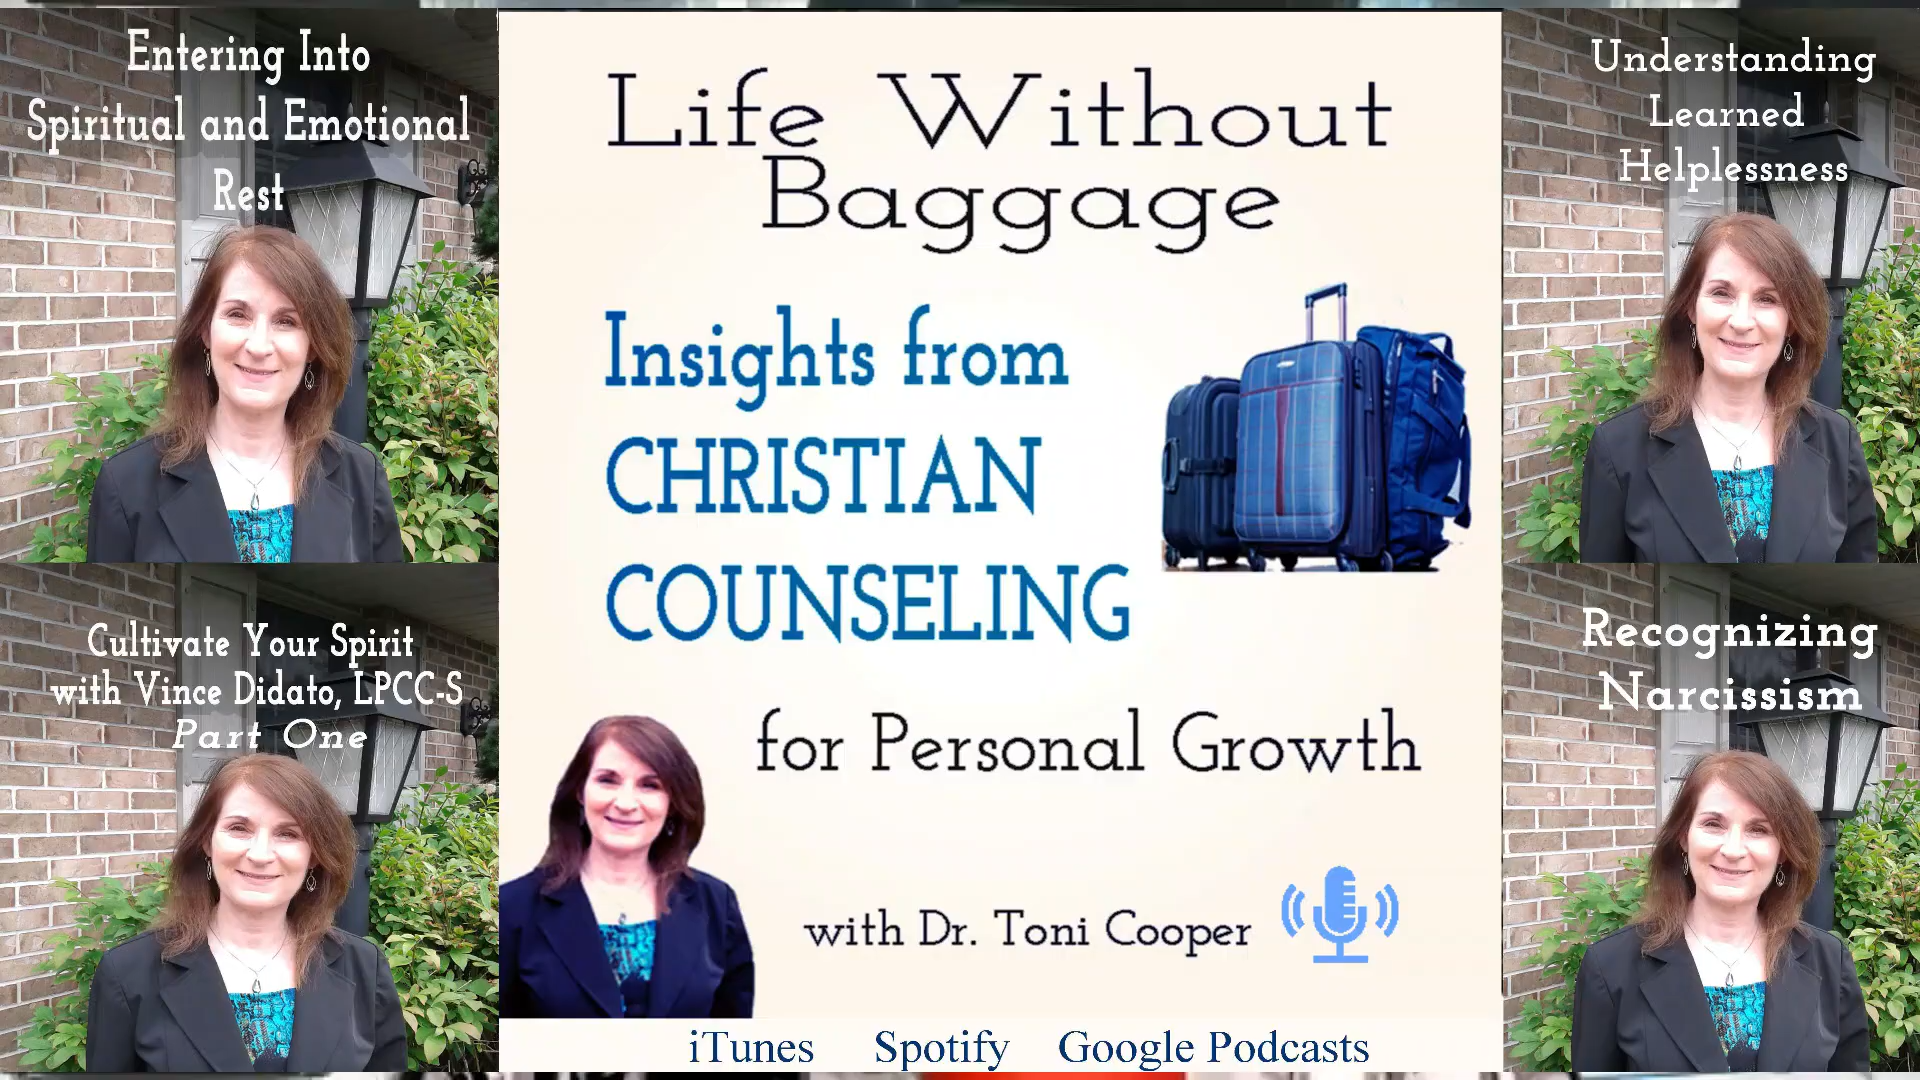 Entering Into
Spiritual and Emotional
Rest
Cultivate Your Spirit
with Vince Didato, LPCC-S
Part One
Life Without
Baggage
Insights from
CHRISTIAN
COUNSELING
for Personal Growth
with Dr. Toni Cooper
iTunes Spotify Google Podcasts
Understanding
Learned
Helplessness
Recognizing
Narcissism